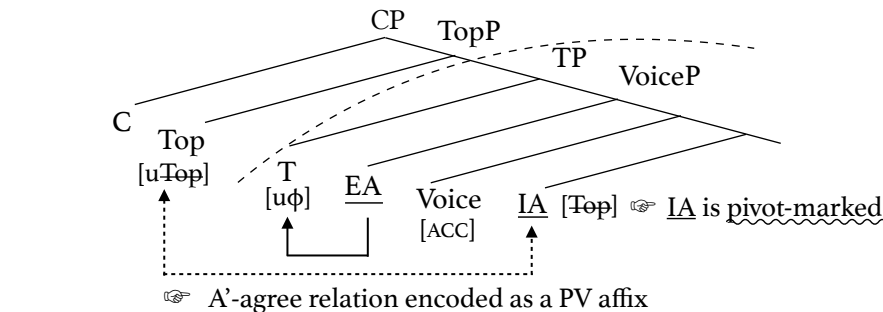 CP
TopP
TP
VoiceP
C
Top
[uTop]
T
[uϕ]
EA
Voice
[ACC]
IA [Top] ☞ IA is pivot-marked
☞ A’-agree relation encoded as a PV affix